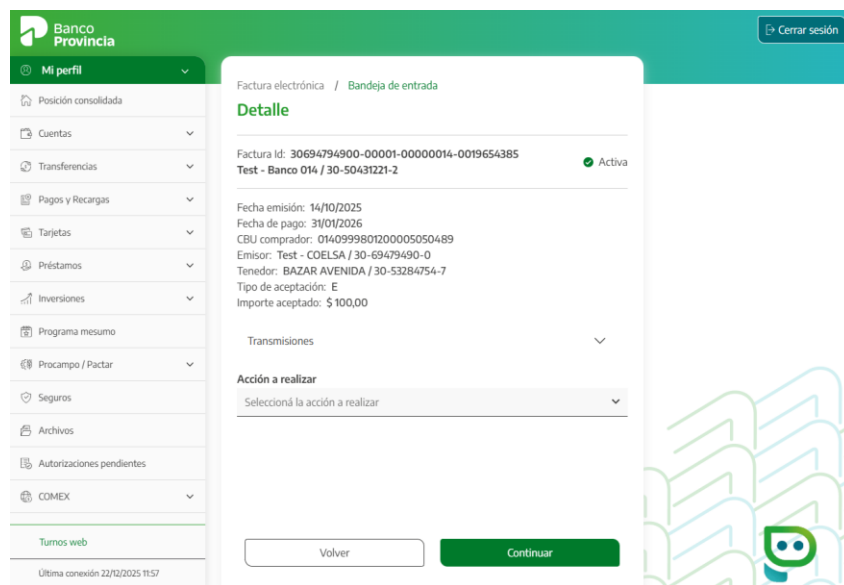 Banco
Provincia
Cerrar sesión
Mi perfil
Posición consolidada
Cuentas
Transferencias
Pagos y Recargas
Tarjetas
Préstamos
Inversiones
Programa mesumo
Procampo / Pactar
Seguros
Archivos
Autorizaciones pendientes
COMEX
Turnos web
Última conexión 22/12/2025 11:57
Factura electrónica / Bandeja de entrada
Detalle
Factura Id: 30694794900-00001-00000014-0019654385
Test - Banco 014 / 30-50431221-2
Activa
Fecha emisión: 14/10/2025
Fecha de pago: 31/01/2026
CBU comprador: 0140999801200005050489
Emisor: Test - COELSA / 30-69479490-0
Tenedor: BAZAR AVENIDA / 30-53284754-7
Tipo de aceptación: E
Importe aceptado: $ 100,00
Transmisiones
Acción a realizar
Seleccioná la acción a realizar
Volver
Continuar